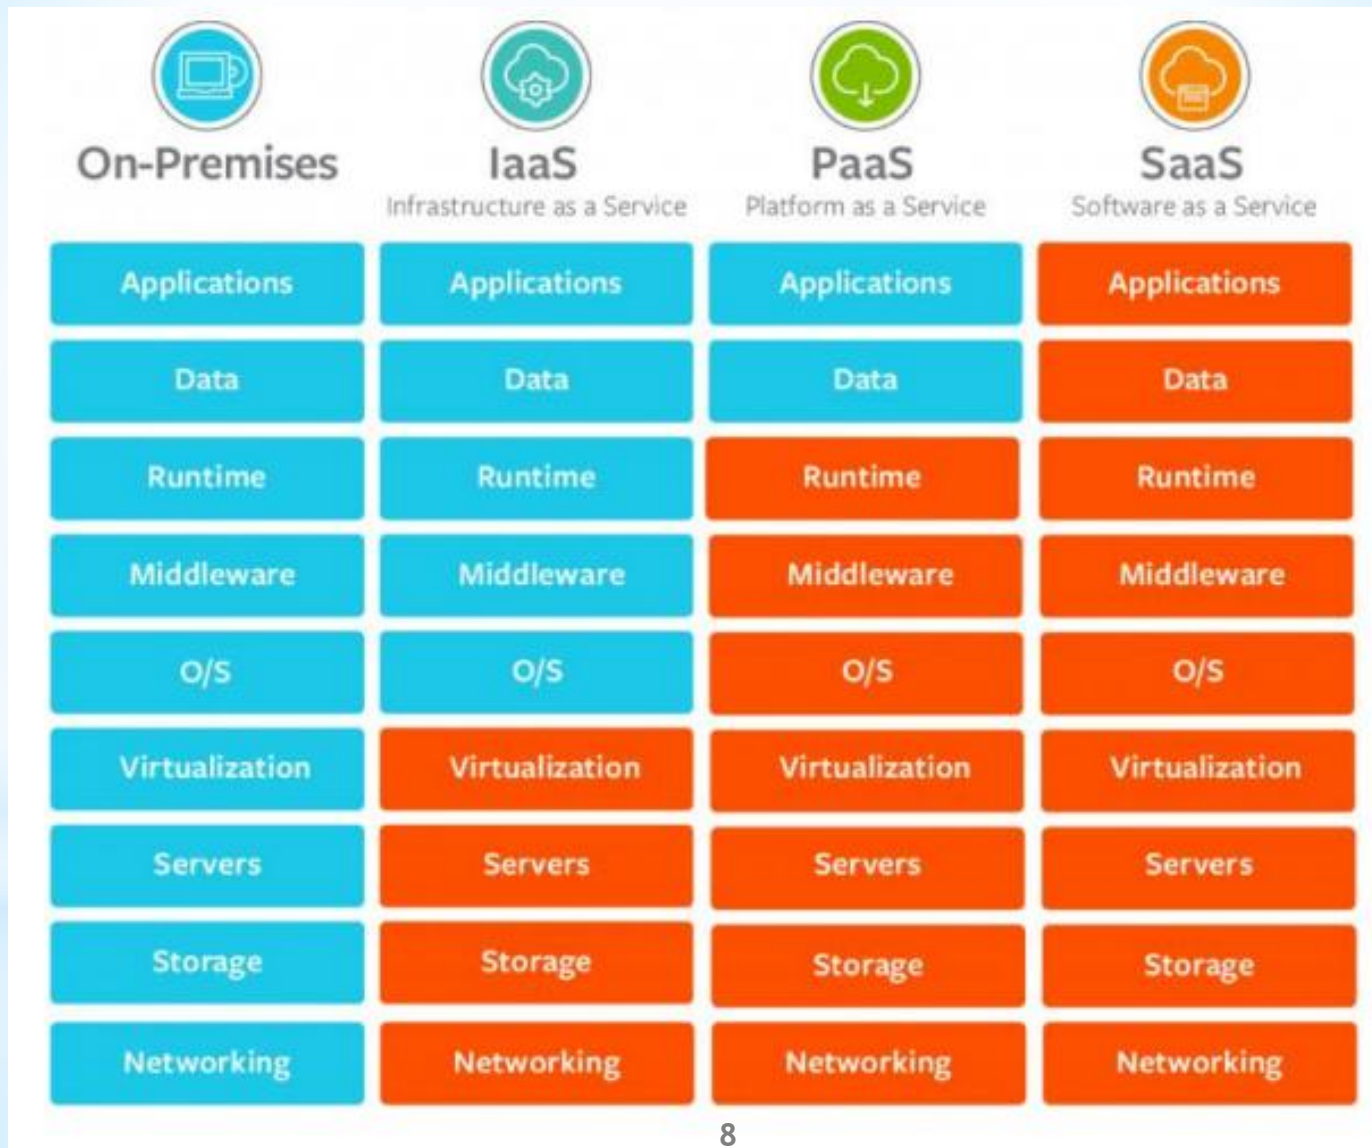 On-Premises IaaS PaaS SaaS
Infrastructure as a Service Platform as a Service Software as a Service
Applications Applications Applications Applications
Data Data Data Data
Runtime Runtime Runtime Runtime
Middleware Middleware Middleware Middleware
O/S O/S O/S O/S
Virtualization Virtualization Virtualization Virtualization
Servers Servers Servers Servers
Storage Storage Storage Storage
Networking Networking Networking Networking
8